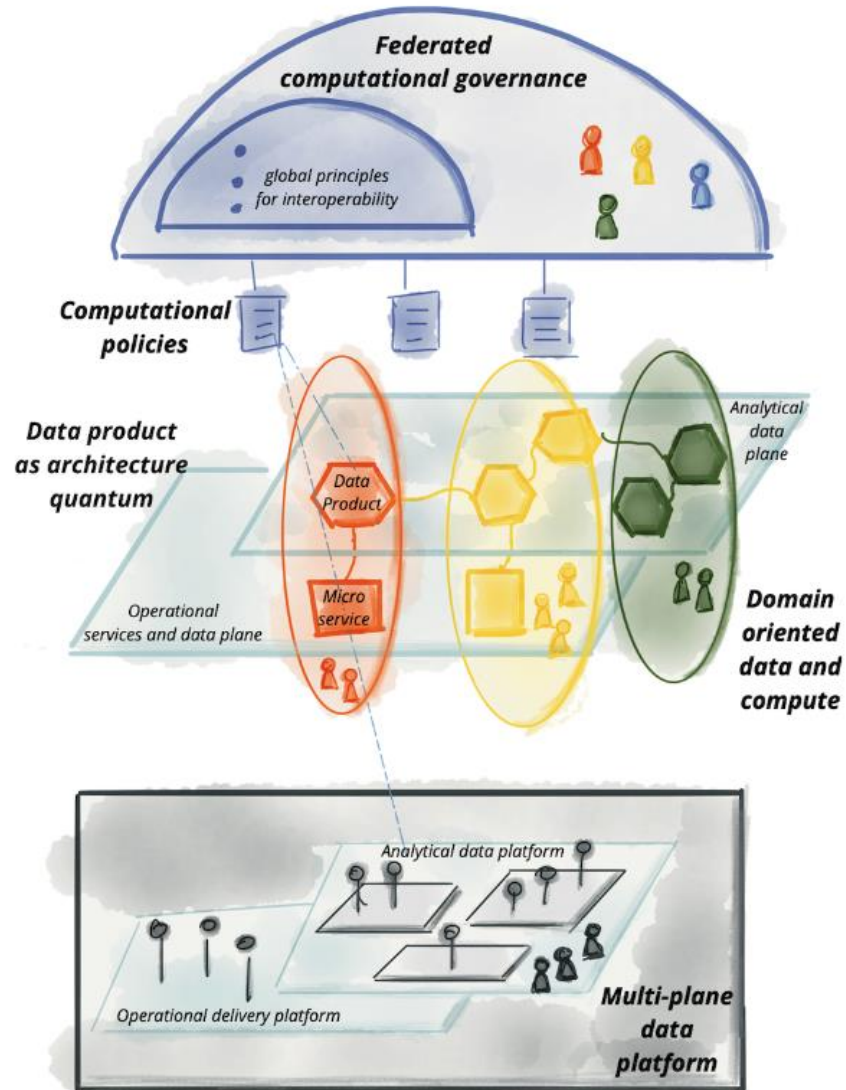 Federated
computational governance
global principles
for interoperability
Computational
policies
Data product
as architecture
quantum
Analytical
data
plane
Data
Product
Micro
service
Operational
services and data plane
Domain
oriented
data and
compute
Analytical data platform
Operational delivery platform
Multi-plane
data
platform